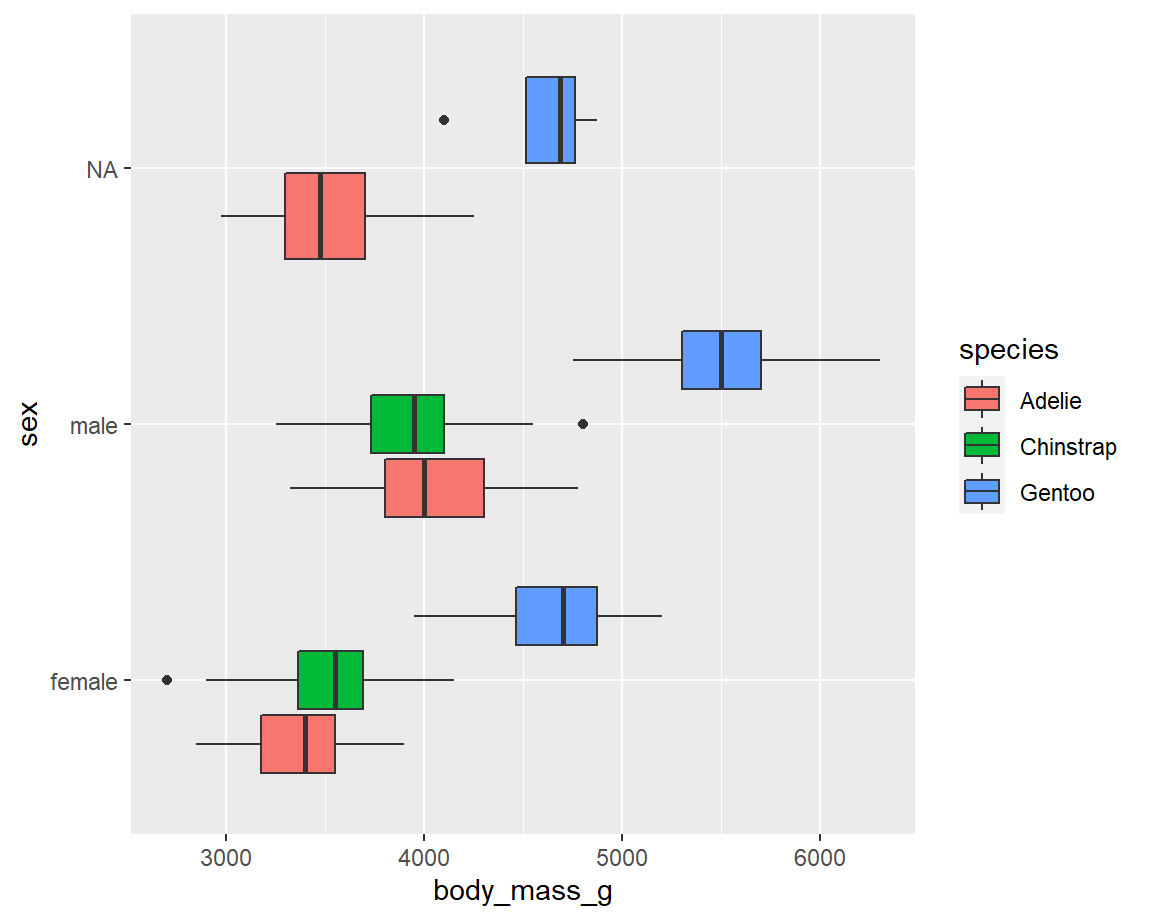 NA
male
female
sex
3000 4000 5000 6000
body_mass_g
species
Adelie
Chinstrap
Gentoo